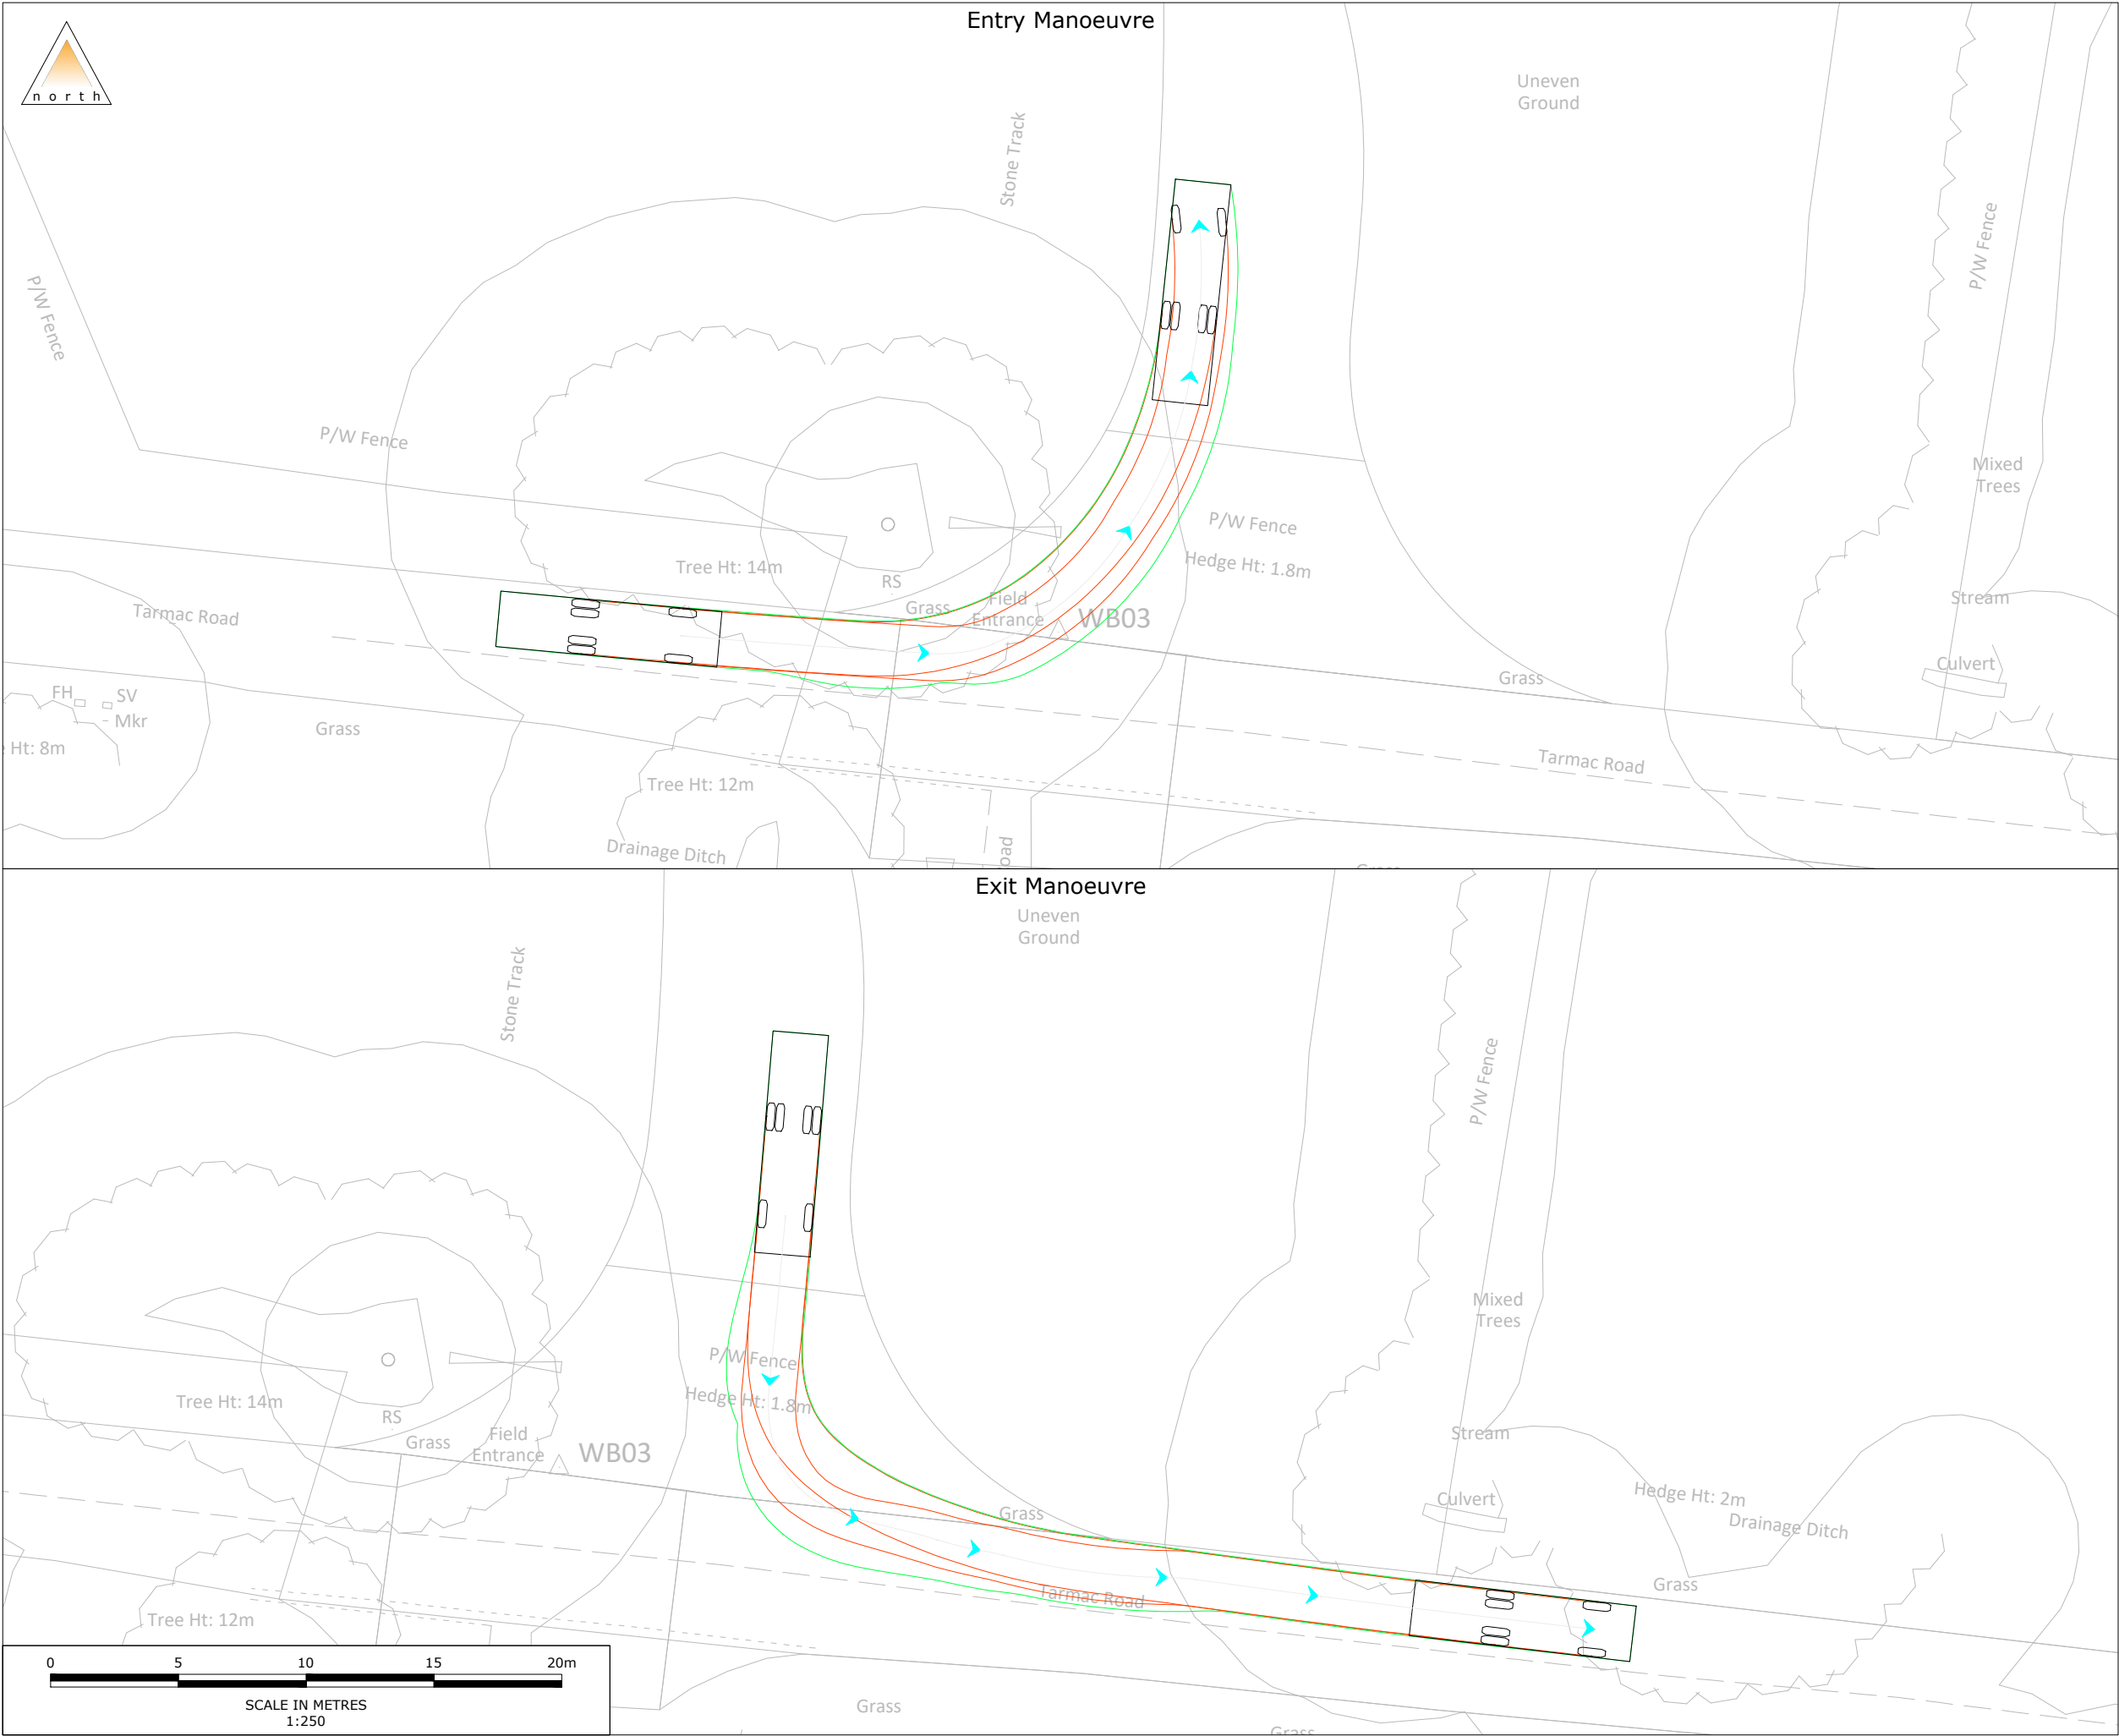 Entry Manoeuvre
north
Uneven
Ground
Stone Track
P/W Fence
P/W Fence
P/W Fence
P/W Fence
Mixed
Trees
Hedge Ht: 1.8m
Tree Ht: 14m
RS
Grass
Field
Entrance
WB03
Stream
Tarmac Road
Culvert
Grass
FH
SV
Mkr
Grass
Ht: 8m
Tarmac Road
Tree Ht: 12m
Drainage Ditch
Exit Manoeuvre
Uneven
Ground
Stone Track
P/W Fence
Mixed
Trees
P/W Fence
Hedge Ht: 1.8m
Tree Ht: 14m
RS
Grass
Field
Entrance
WB03
Stream
Culvert
Hedge Ht: 2m
Drainage Ditch
Grass
Grass
Tarmac Road
Tree Ht: 12m
Grass
0 5 10 15 20m
SCALE IN METRES
1:250